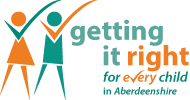 getting
it right
for every child
in Aberdeenshire